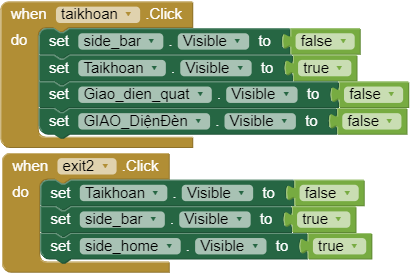 when taikhoan .Click
do set side_bar . Visible to false
set Taikhoan . Visible to true
set Giao_dien_quat . Visible to false
set GIAO_DiệnĐèn . Visible to false
when exit2 .Click
do set Taikhoan . Visible to false
set side_bar . Visible to true
set side_home . Visible to true